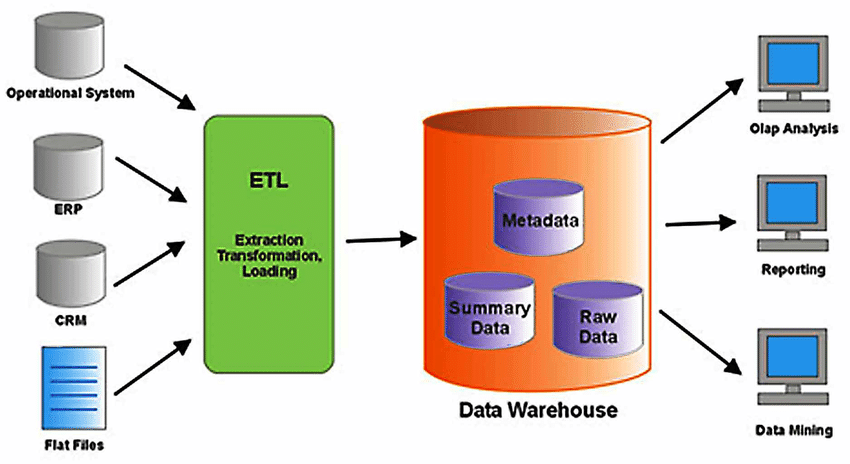 Operational System
ERP
CRM
Flat Files
ETL
Extraction
Transformation,
Loading
Metadata
Summary
Data
Raw
Data
Data Warehouse
Olap Analysis
Reporting
Data Mining